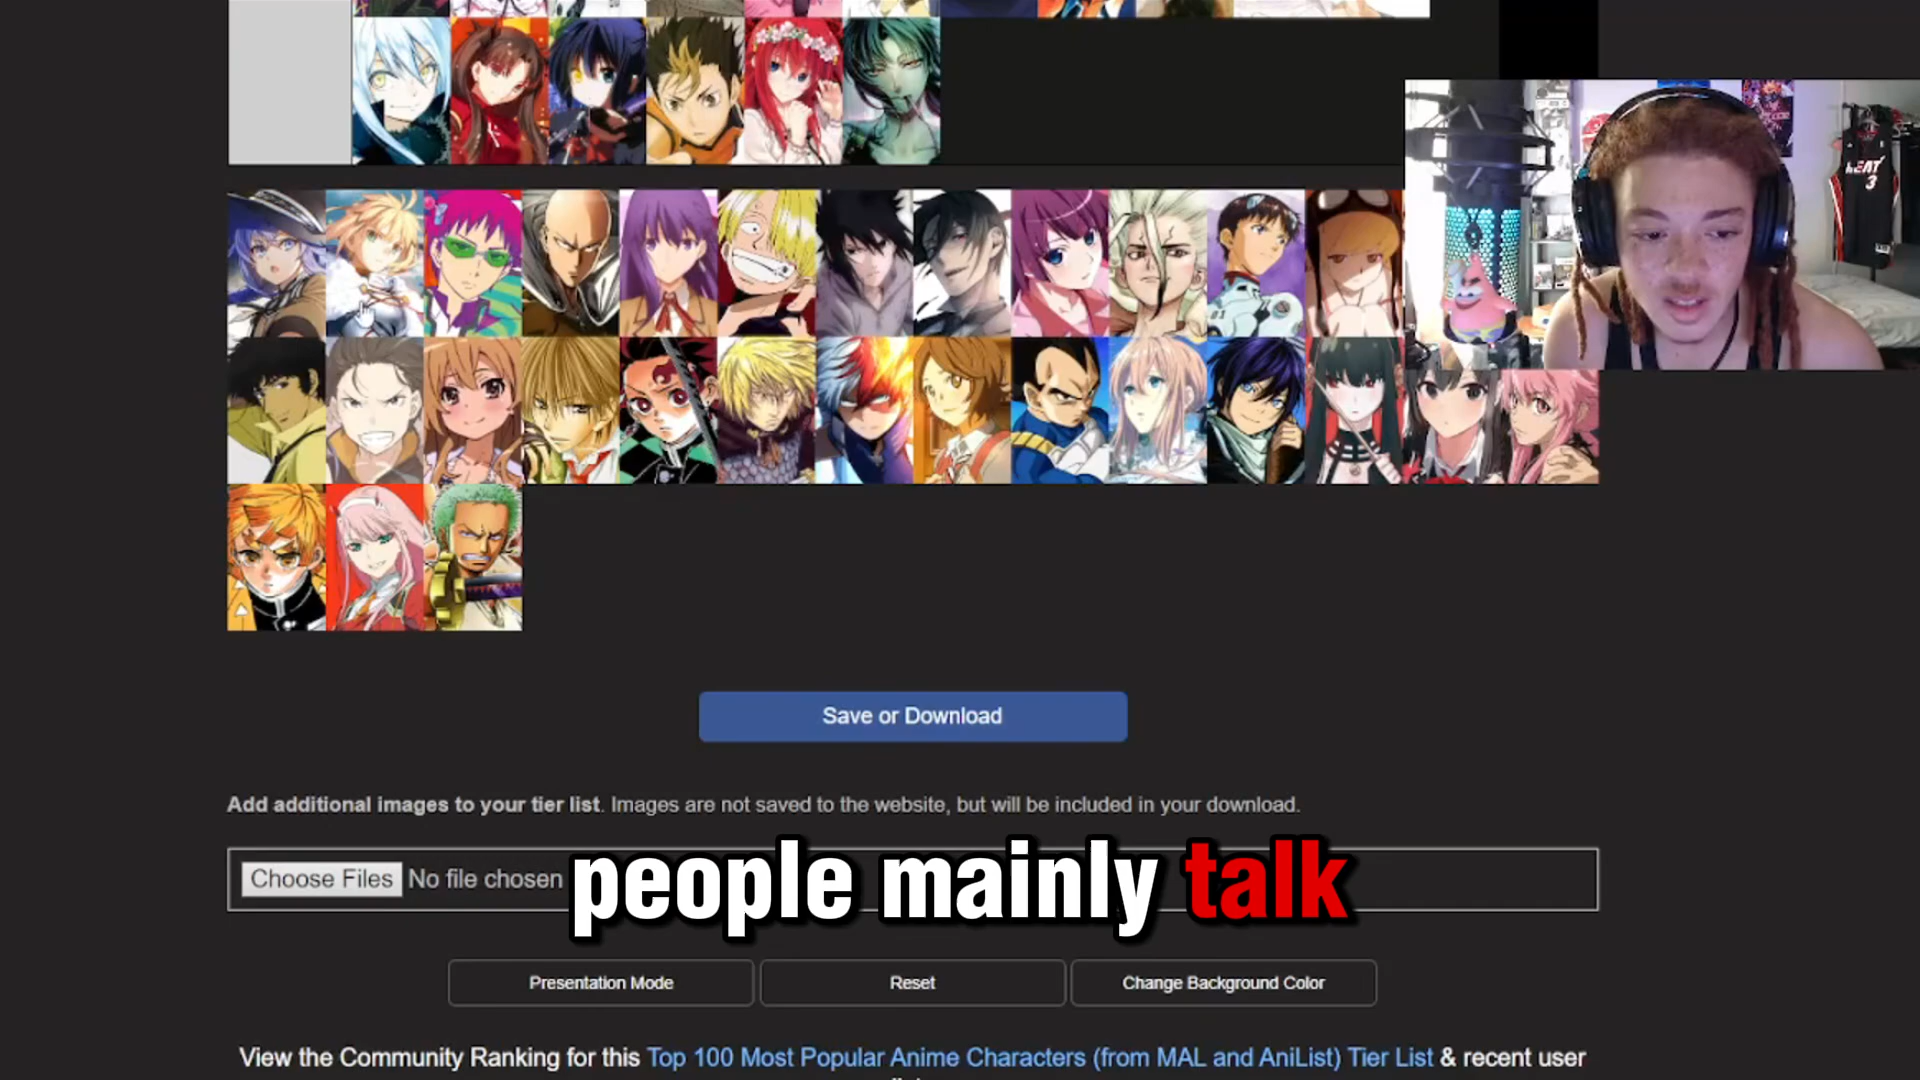 HEAT
3
Save or Download
Add additional images to your tier list. Images are not saved to the website, but will be included in your download.
Choose Files No file chosen
people mainly talk
Presentation Mode
Reset
Change Background Color
View the Community Ranking for this Top 100 Most Popular Anime Characters (from MAL and AniList) Tier List & recent user